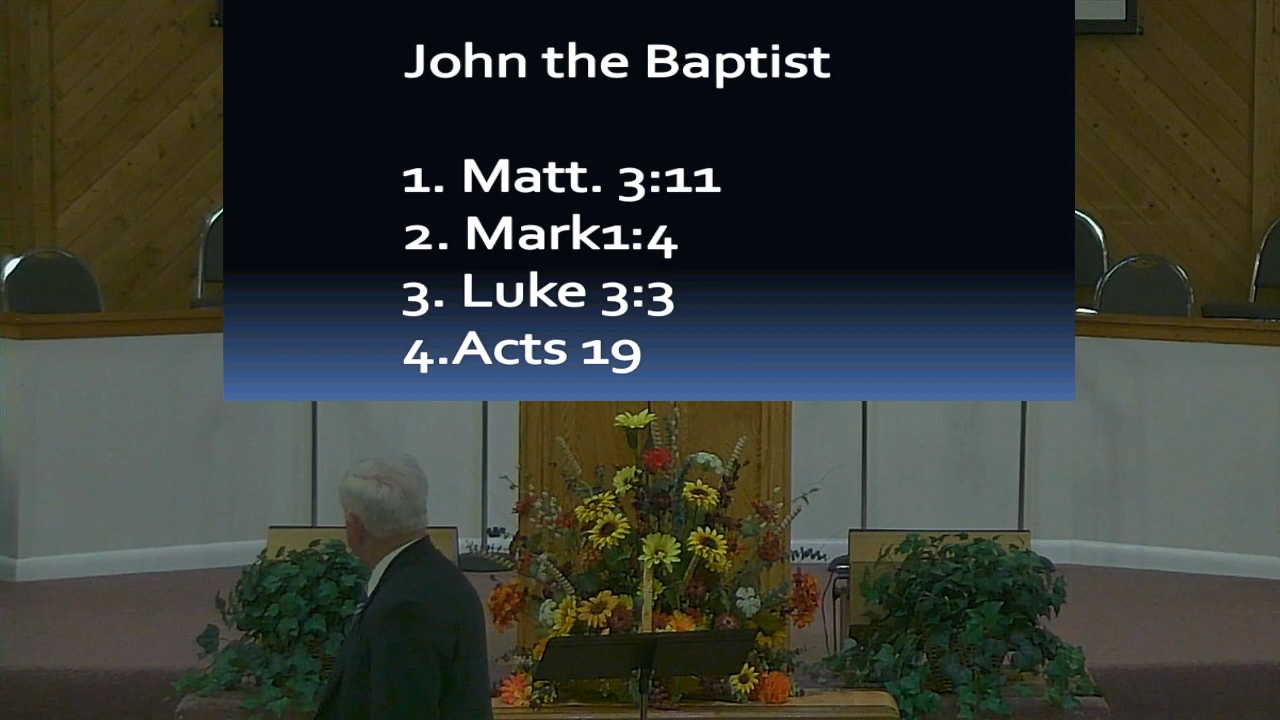 John the Baptist
1. Matt. 3:11
2. Mark1:4
3. Luke 3:3
4.Acts 19